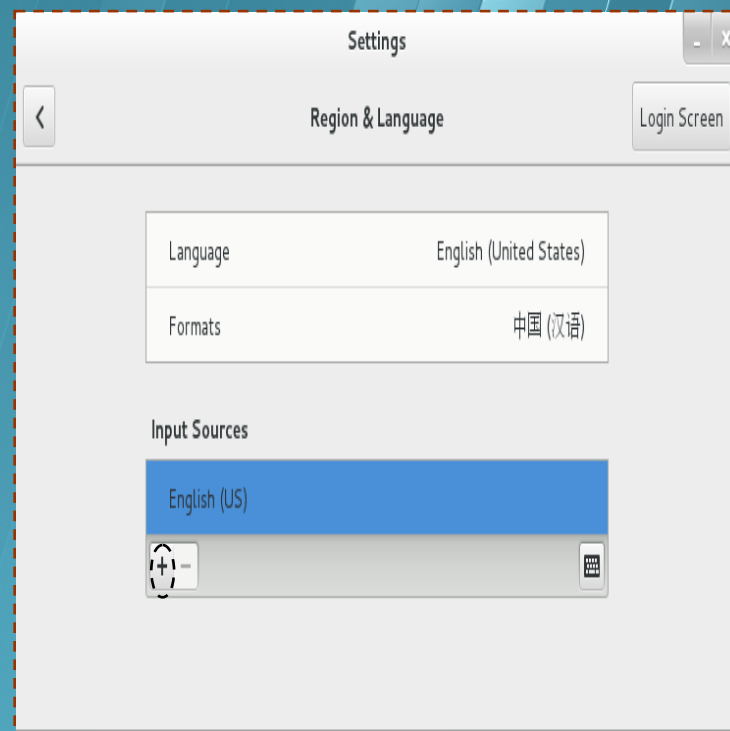 Settings
Region & Language
Login Screen
Language English (United States)
Formats 中国 (汉语)
Input Sources
English (US)